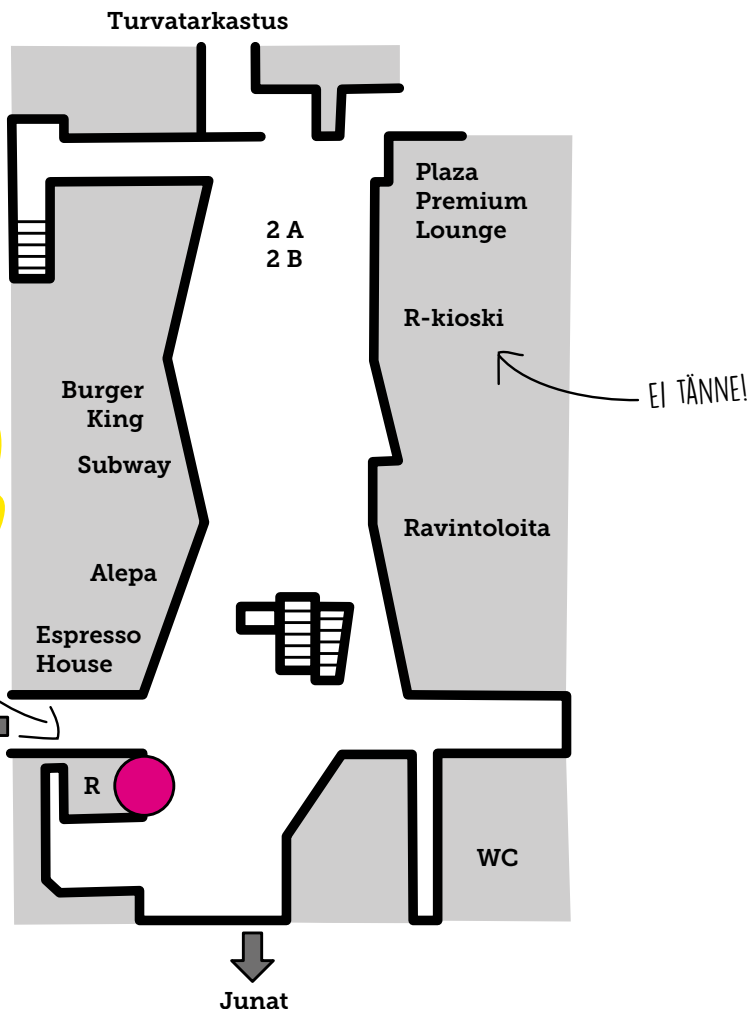 Turvatarkastus
Plaza
Premium
Lounge
2 A
2 B
R-kioski
EI TÄNNE!
Burger
King
Subway
Ravintoloita
Alepa
Espresso
House
R
WC
Junat